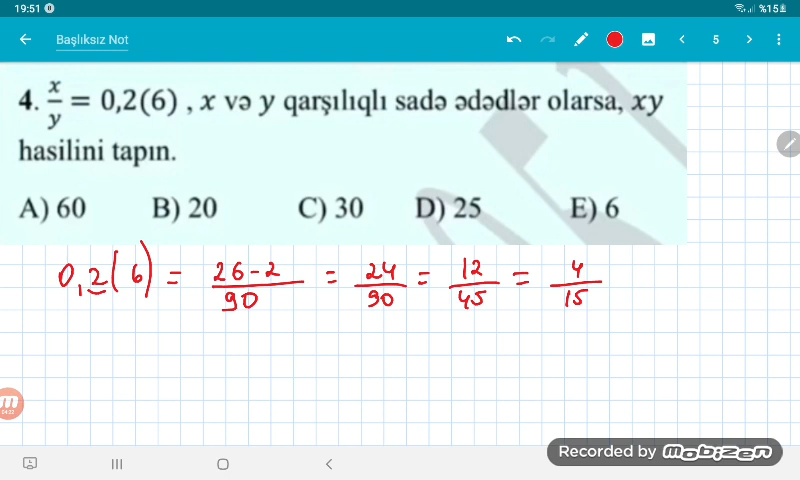 19:51
%15
Başlıksız Not
5
4. x/y = 0,2(6) , x və y qarşılıqlı sadə ədədlər olarsa, xy
hasilini tapın.
A) 60 B) 20 C) 30 D) 25 E) 6
0,2(6) = 26-2/90 = 24/90 = 12/45 = 4/15
Recorded by
mobizen